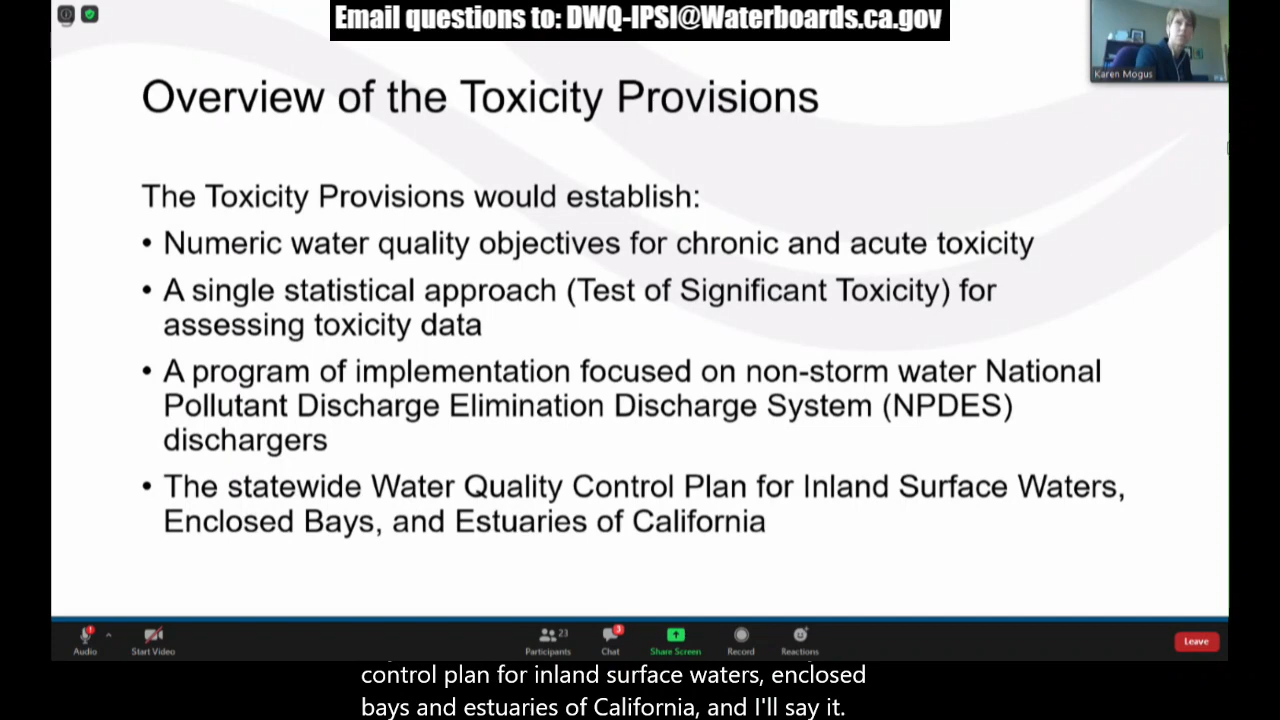 Email questions to: DWQ-IPSI@Waterboards.ca.gov
Karen Mogus
Overview of the Toxicity Provisions
The Toxicity Provisions would establish:
• Numeric water quality objectives for chronic and acute toxicity
• A single statistical approach (Test of Significant Toxicity) for
assessing toxicity data
• A program of implementation focused on non-storm water National
Pollutant Discharge Elimination Discharge System (NPDES)
dischargers
• The statewide Water Quality Control Plan for Inland Surface Waters,
Enclosed Bays, and Estuaries of California
1 23 3
Audio Start Video Participants Chat Share Screen Record Reactions Leave
control plan for inland surface waters, enclosed
bays and estuaries of California, and I'll say it.